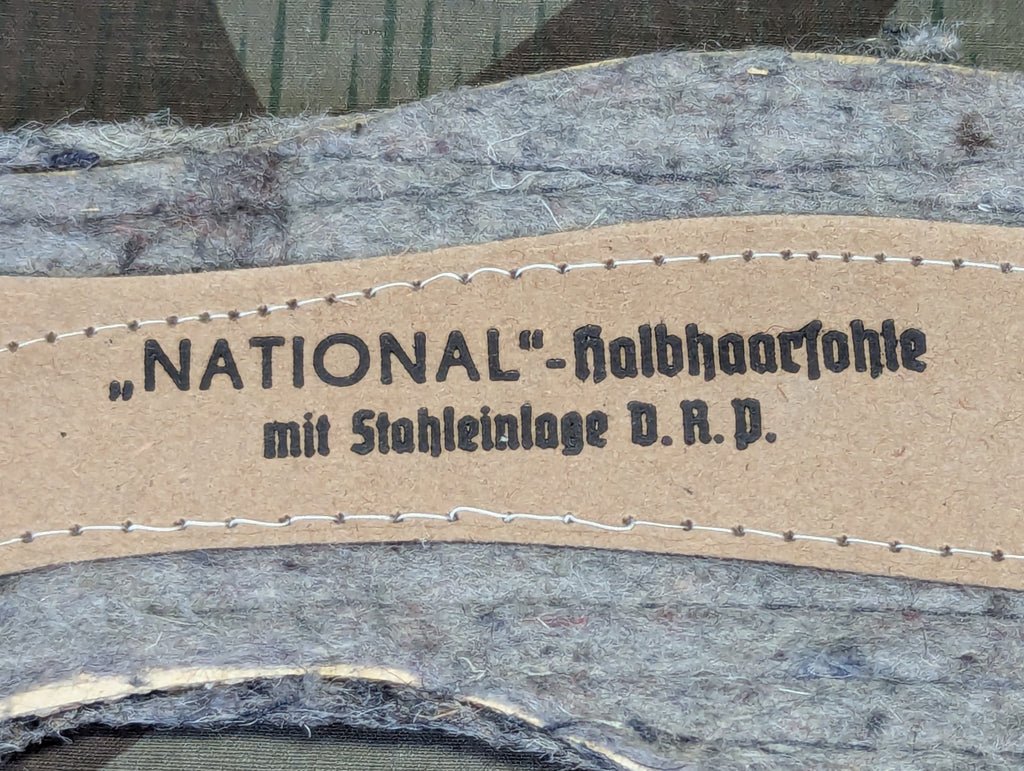 „NATIONAL“-Halbhaarſohle
mit Stahleinlage D. R. P.